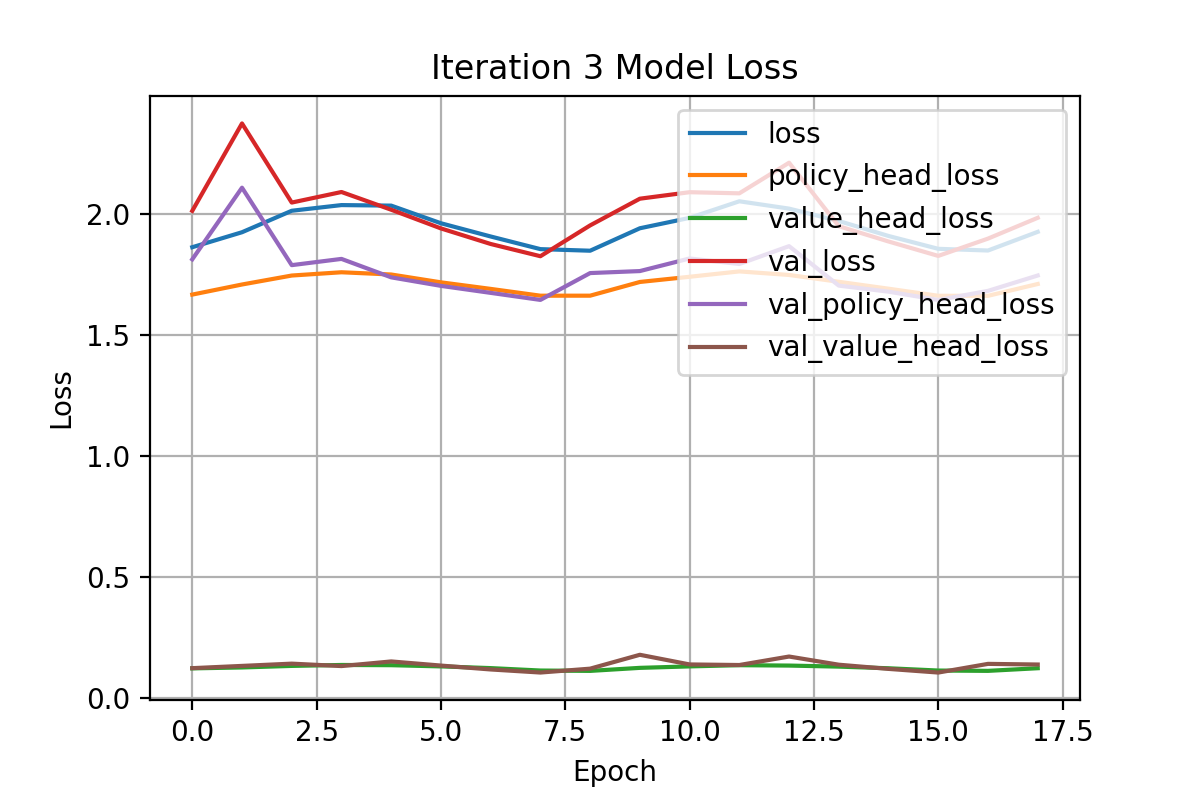 Iteration 3 Model Loss
loss
policy_head_loss
value_head_loss
val_loss
val_policy_head_loss
val_value_head_loss
Loss
2.0
1.5
1.0
0.5
0.0
0.0 2.5 5.0 7.5 10.0 12.5 15.0 17.5
Epoch